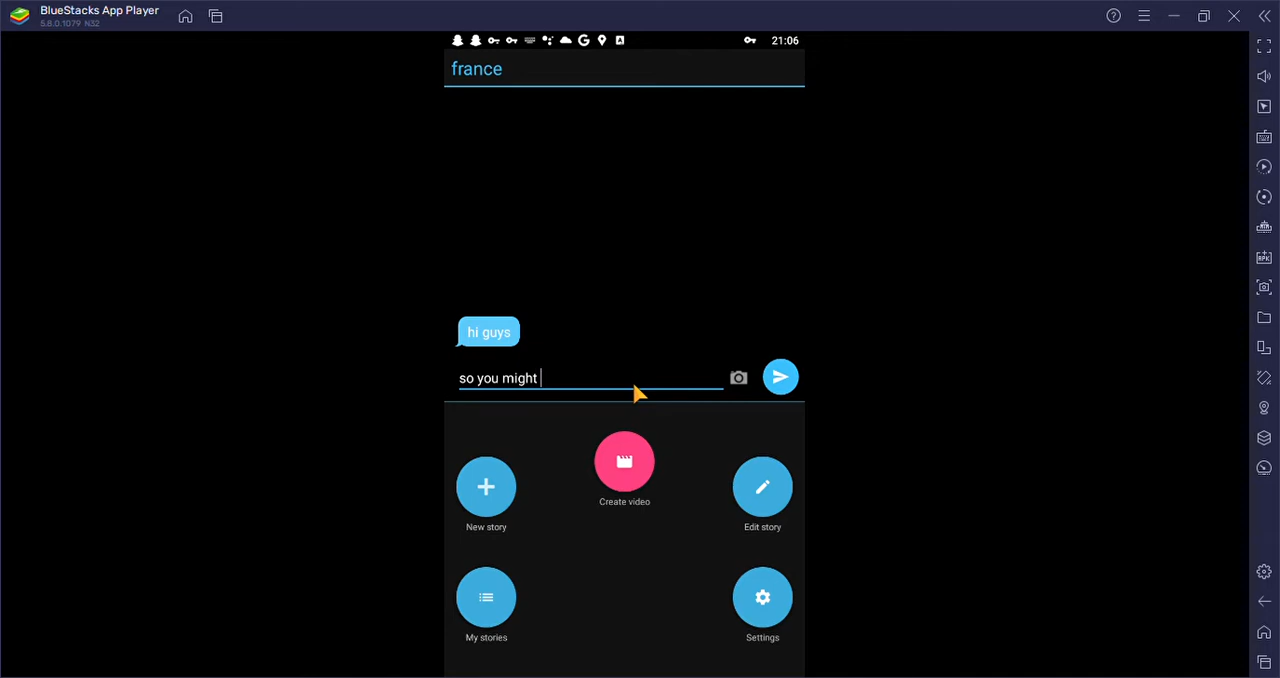 BlueStacks App Player
5.8.0.1079 N32
21:06
france
hi guys
so you might
Create video
New story
Edit story
My stories
Settings